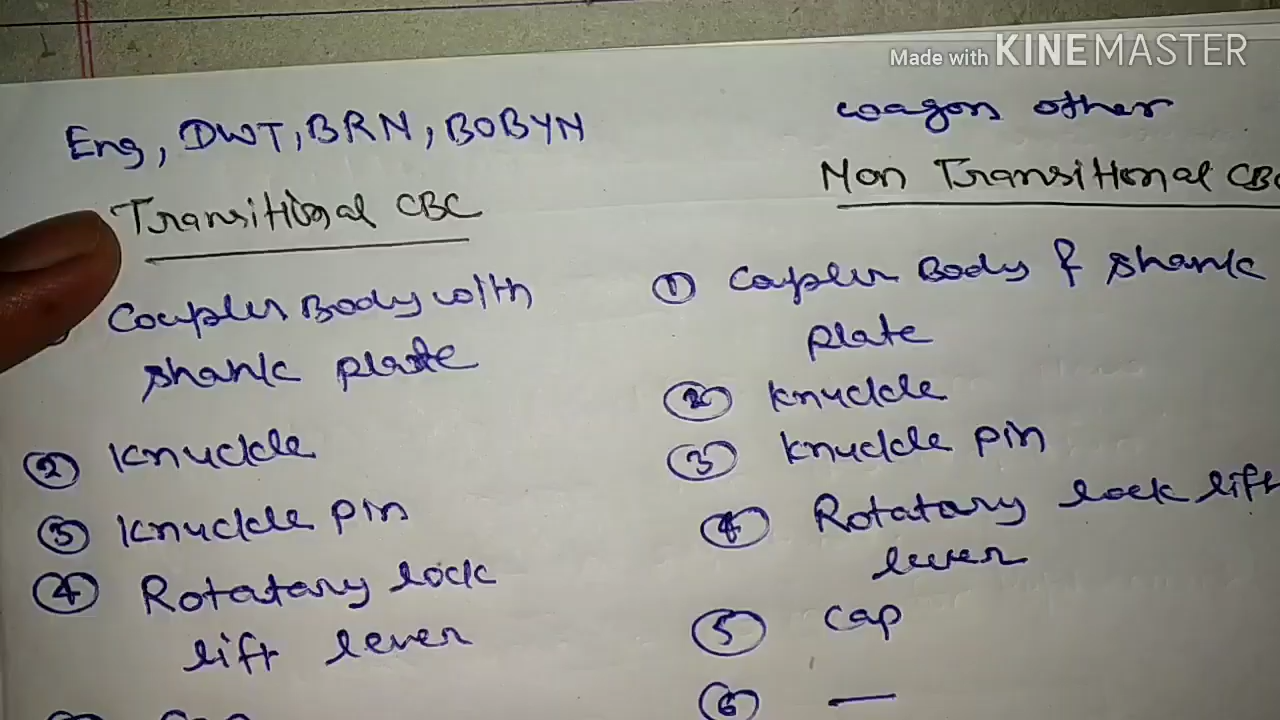 Made with KINEMASTER
Eng, DWT, BRN, BOBYN
Transitional CBC
Coupler Body with
shank plate
② Knuckle
③ Knuckle pin
④ Rotatary lock
lift lever
wagon other
Non Transitional CBC
① Coupler Body & shank
plate
② Knuckle
③ Knuckle pin
④ Rotatary lock lift
lever
⑤ Cap
⑥ —